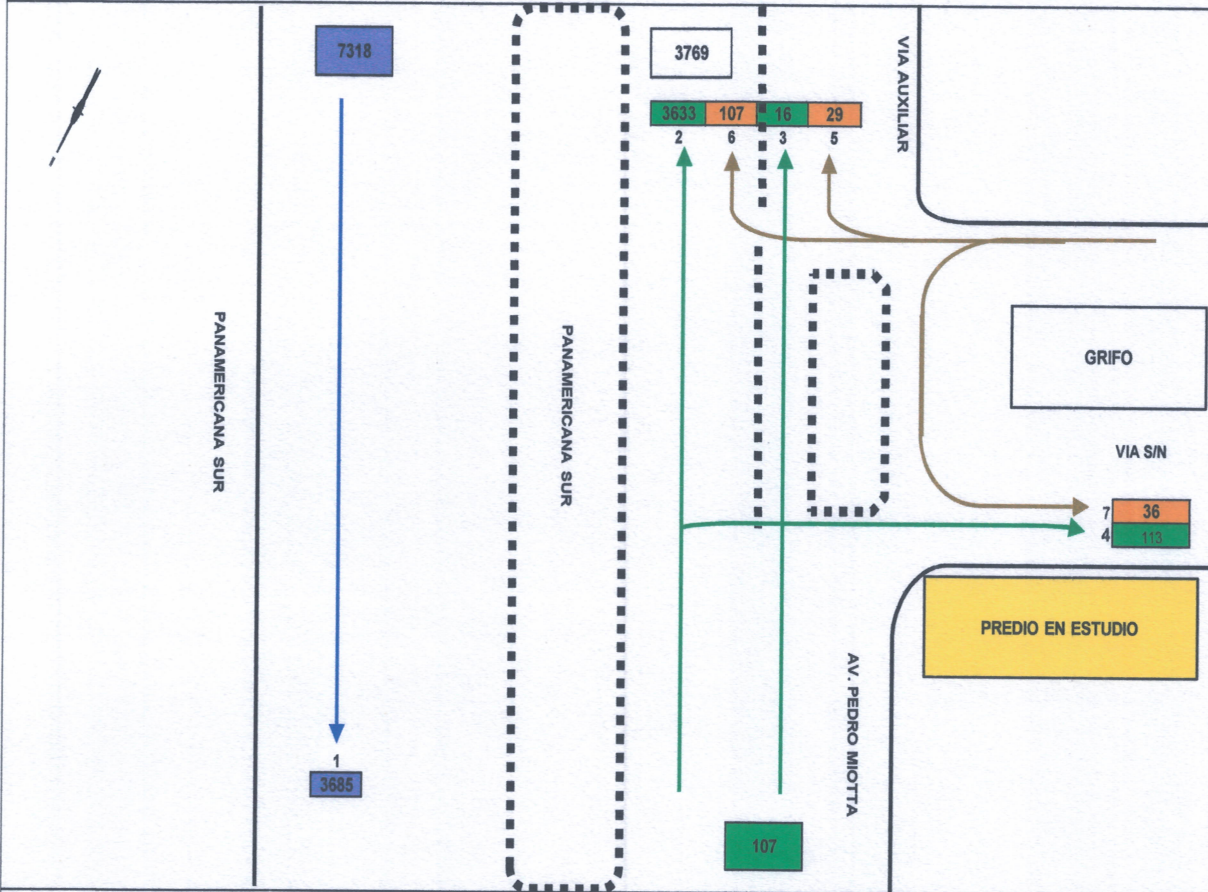 7318
3769
VIA AUXILIAR
3633 107 16 29
2 6 3 5
PANAMERICANA SUR
PANAMERICANA SUR
GRIFO
VIA S/N
7 36
4 113
PREDIO EN ESTUDIO
AV. PEDRO MIOTTA
1
3685
107